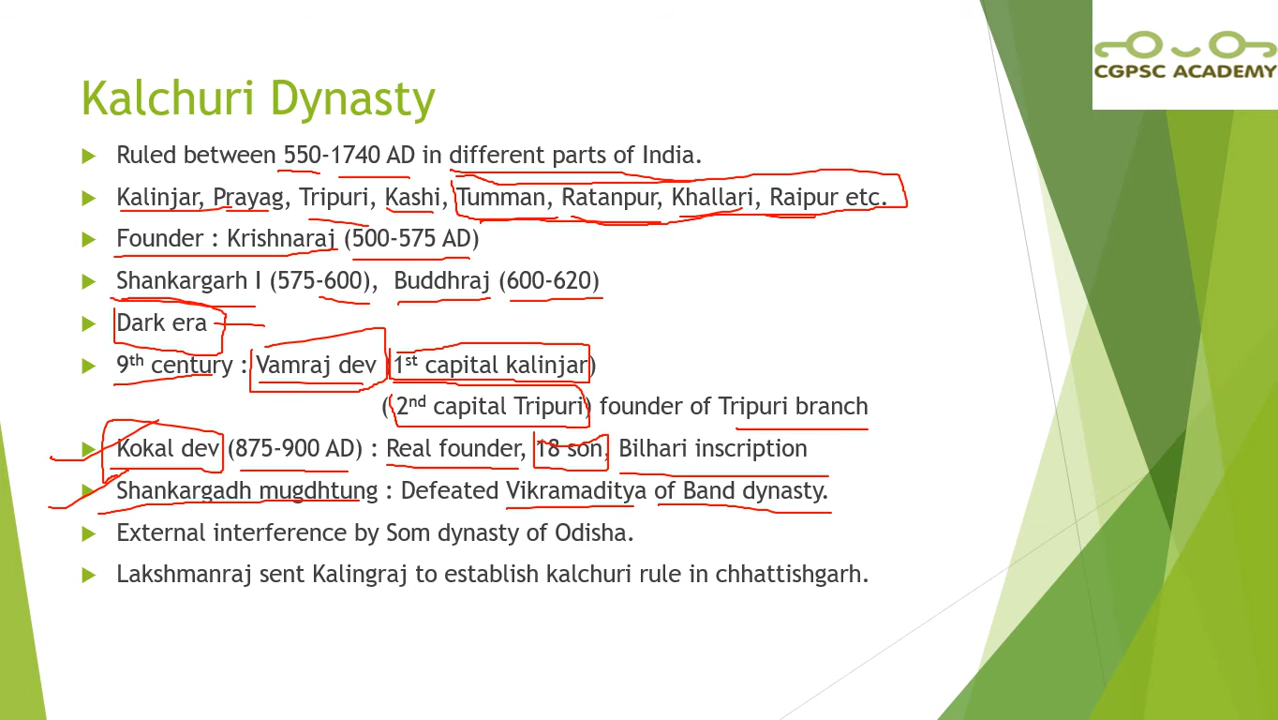 CGPSC ACADEMY
Kalchuri Dynasty
Ruled between 550-1740 AD in different parts of India.
Kalinjar, Prayag, Tripuri, Kashi, Tumman, Ratanpur, Khallari, Raipur etc.
Founder : Krishnaraj (500-575 AD)
Shankargarh I (575-600), Buddhraj (600-620)
Dark era
9th century : Vamraj dev (1st capital kalinjar)
( 2nd capital Tripuri) founder of Tripuri branch
Kokal dev (875-900 AD) : Real founder, 18 son, Bilhari inscription
Shankargadh mugdhtung : Defeated Vikramaditya of Band dynasty.
External interference by Som dynasty of Odisha.
Lakshmanraj sent Kalingraj to establish kalchuri rule in chhattishgarh.